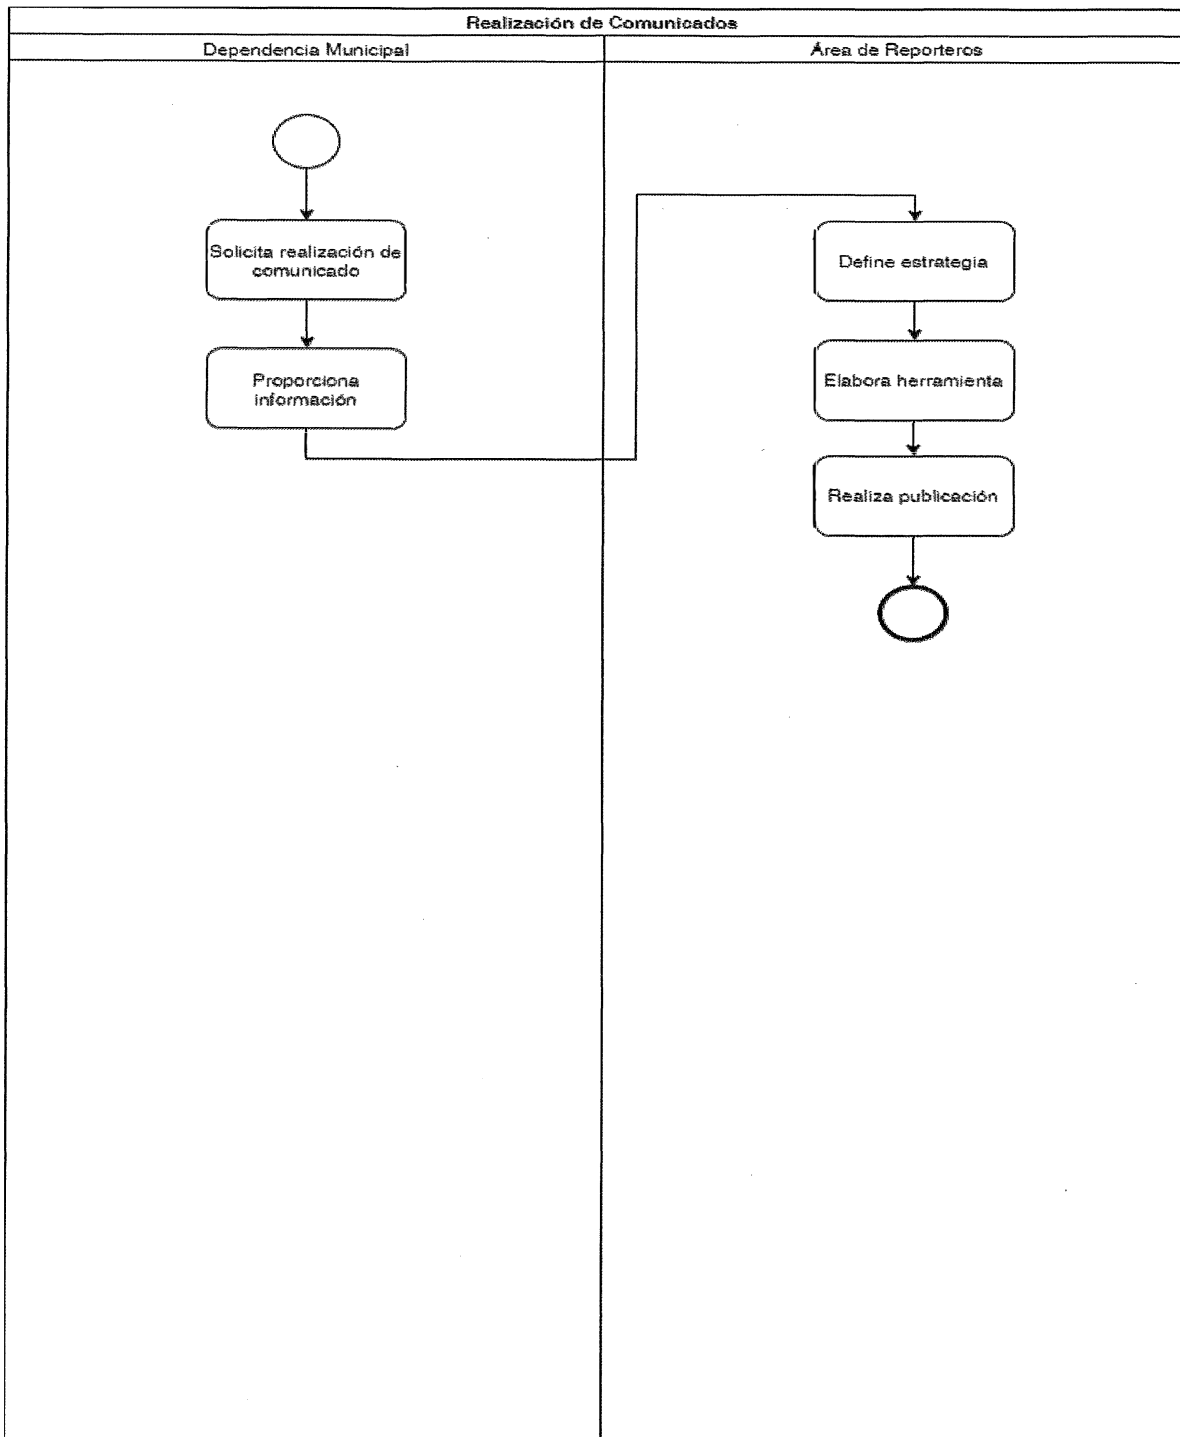 Realización de Comunicados
Dependencia Municipal
Área de Reporteros
Solicita realización de
comunicado
Proporciona
información
Define estrategia
Elabora herramienta
Realiza publicación